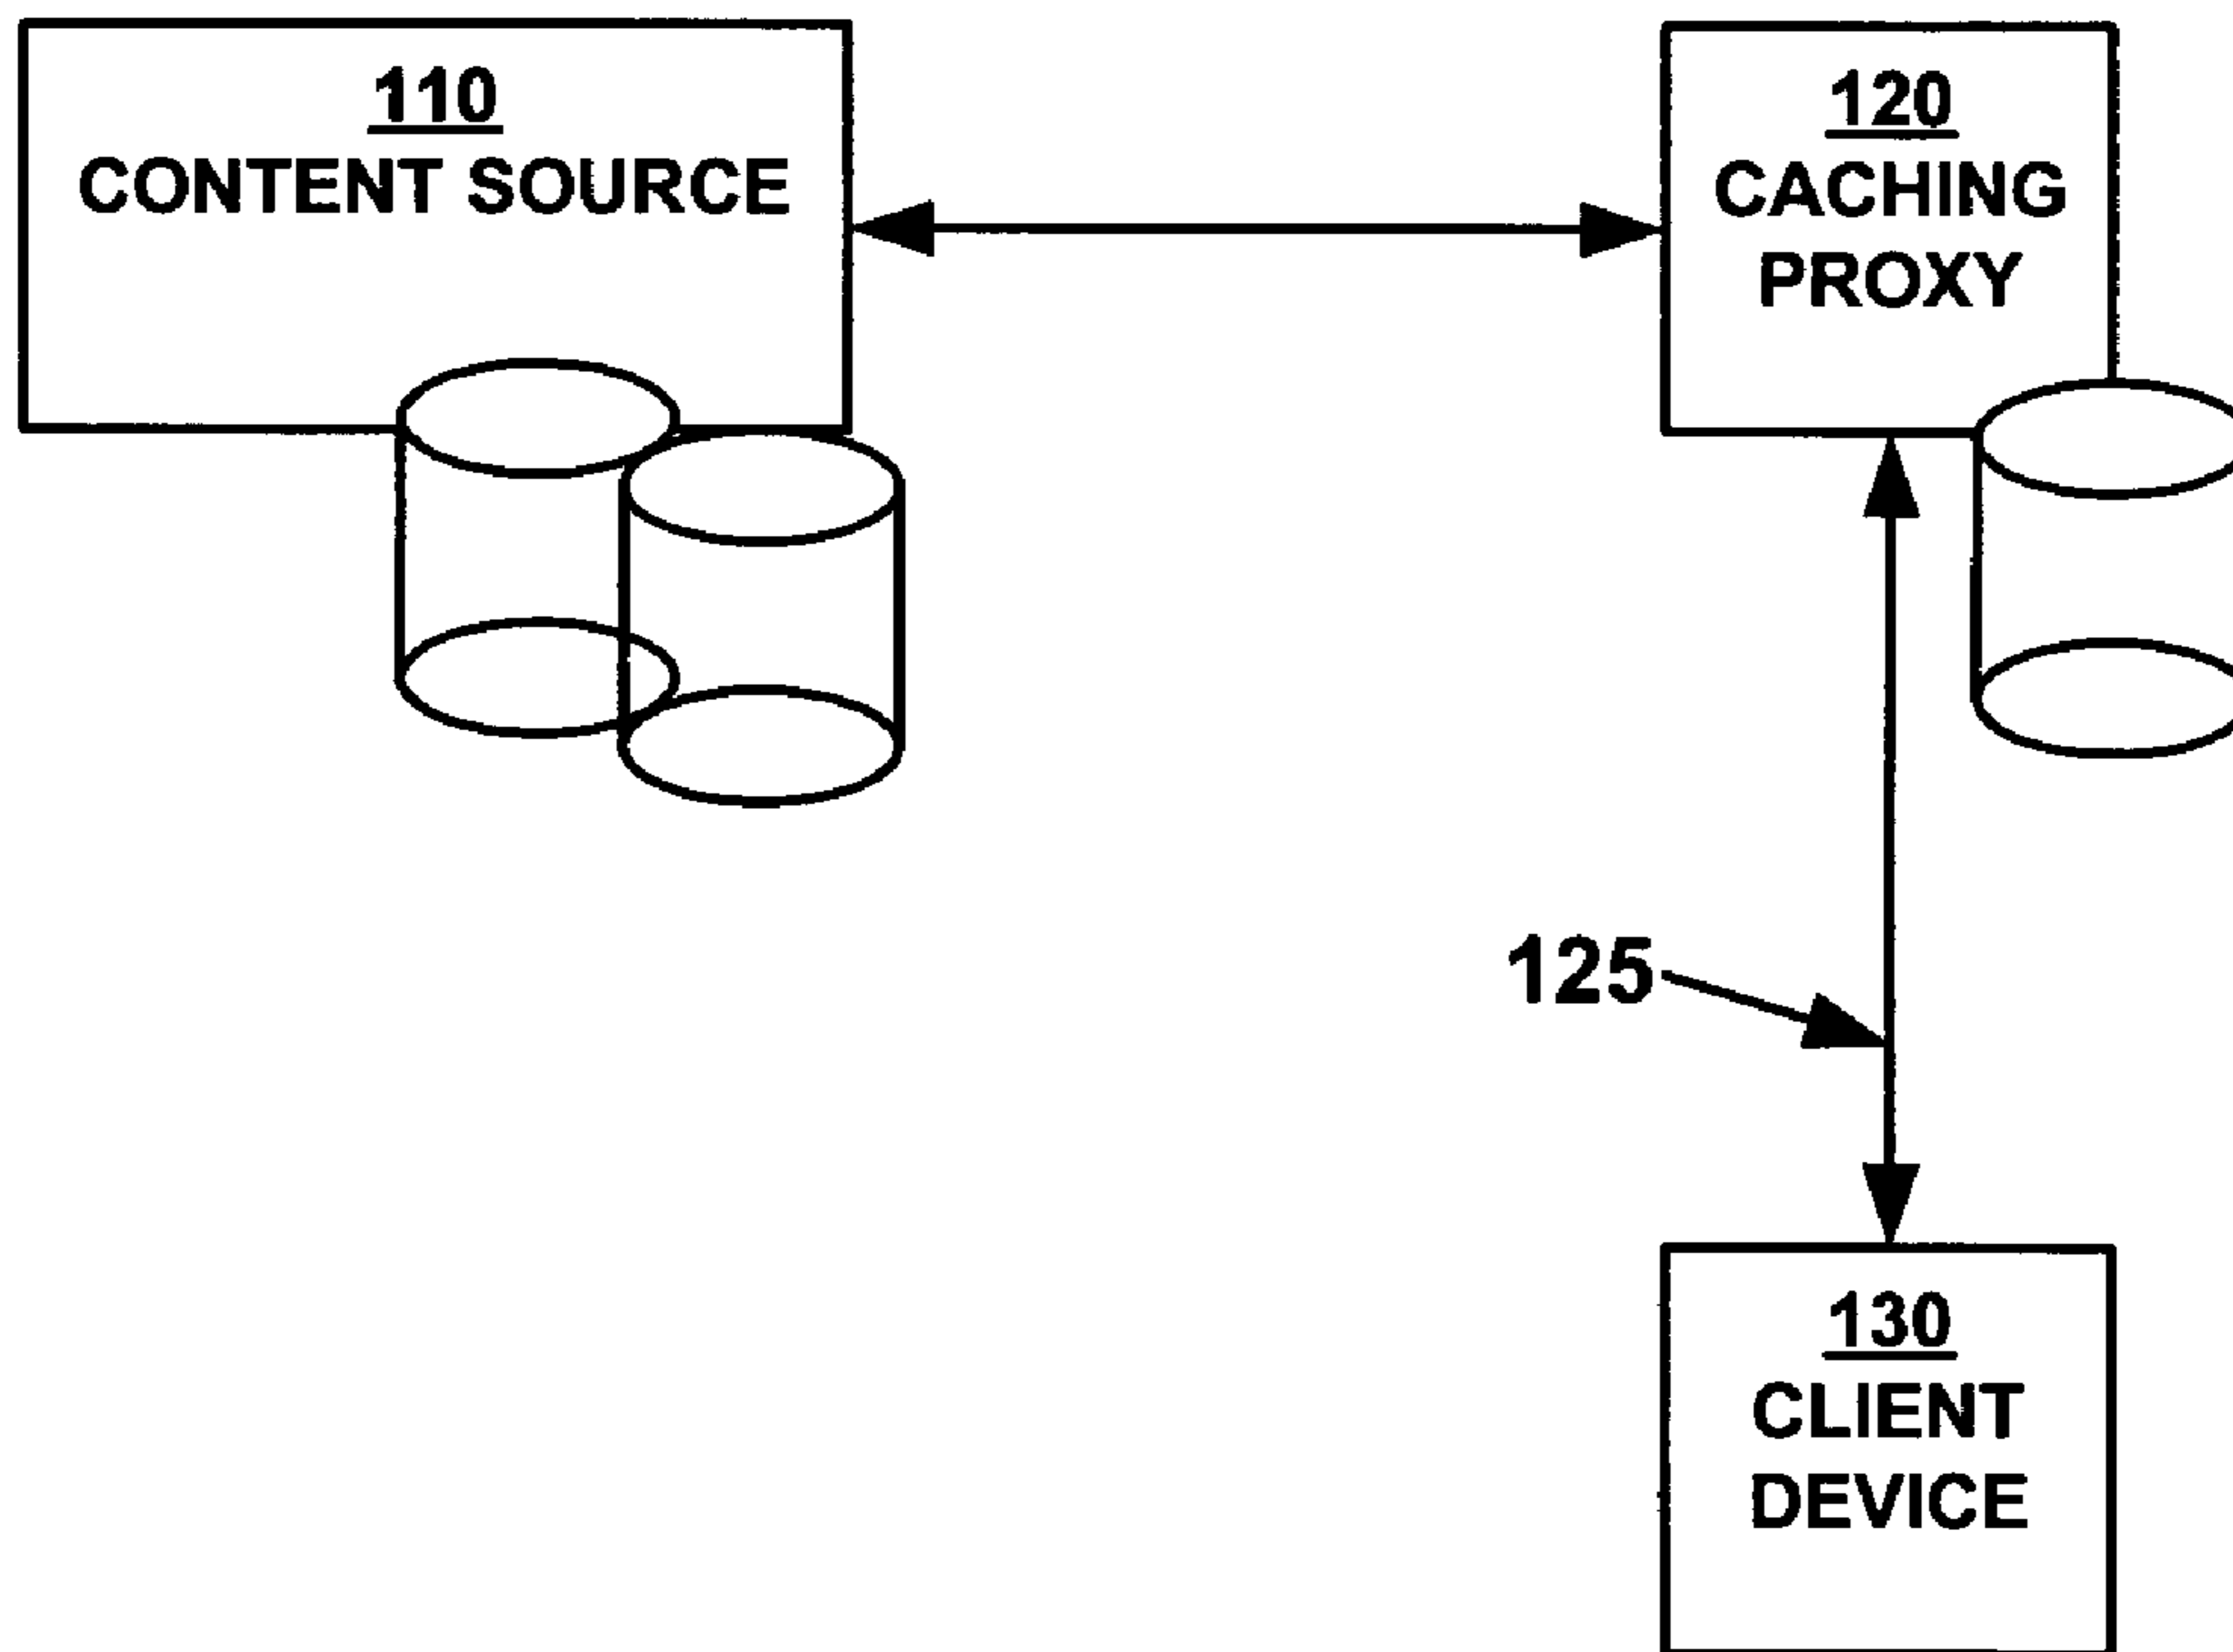 110
CONTENT SOURCE
120
CACHING
PROXY
125
130
CLIENT
DEVICE